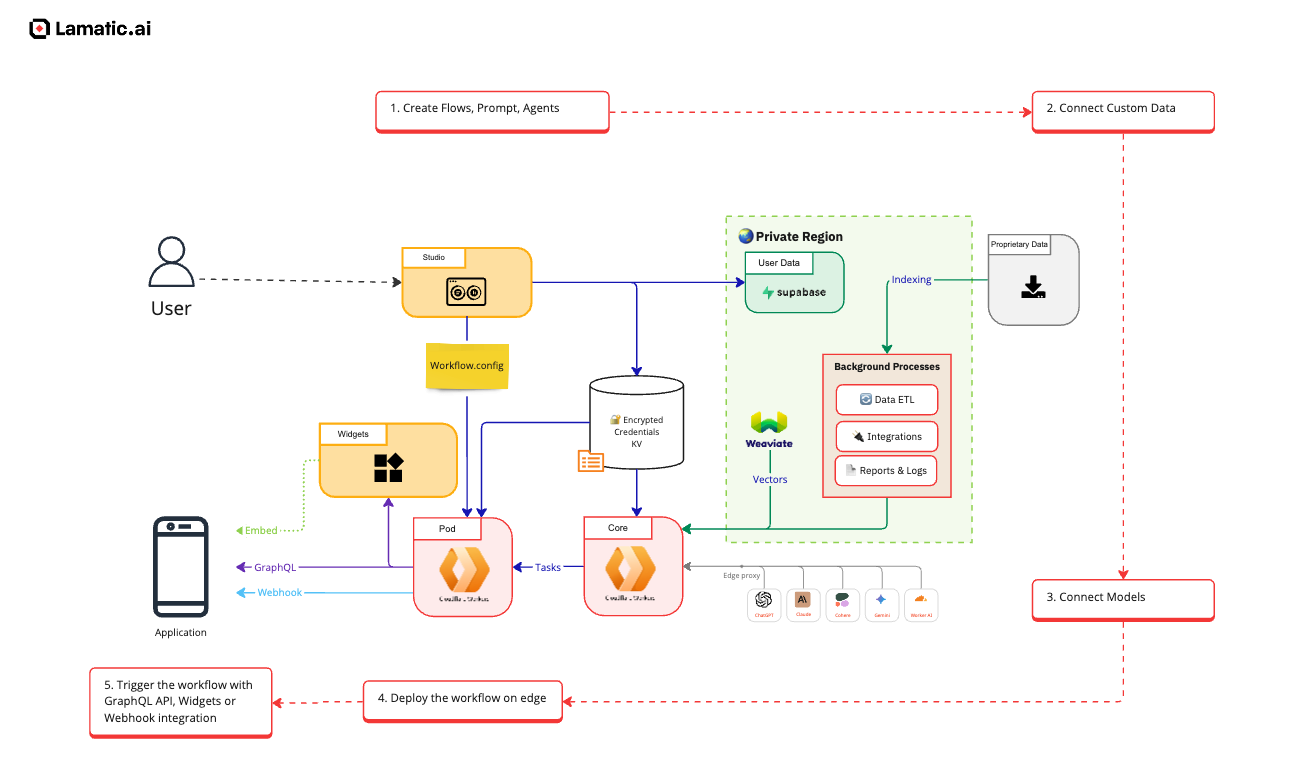 Lamatic.ai
1. Create Flows, Prompt, Agents
2. Connect Custom Data
Private Region
Proprietary Data
Studio
User Data
supabase
Indexing
User
Workflow.config
Background Processes
Data ETL
Encrypted
Credentials
KV
Integrations
Weaviate
Widgets
Reports & Logs
Vectors
Embed
Pod
Core
GraphQL
Tasks
Edge proxy
Webhook
ChatGPT
Claude
Cohere
Gemini
Worker AI
Application
3. Connect Models
5. Trigger the workflow with
GraphQL API, Widgets or
Webhook integration
4. Deploy the workflow on edge